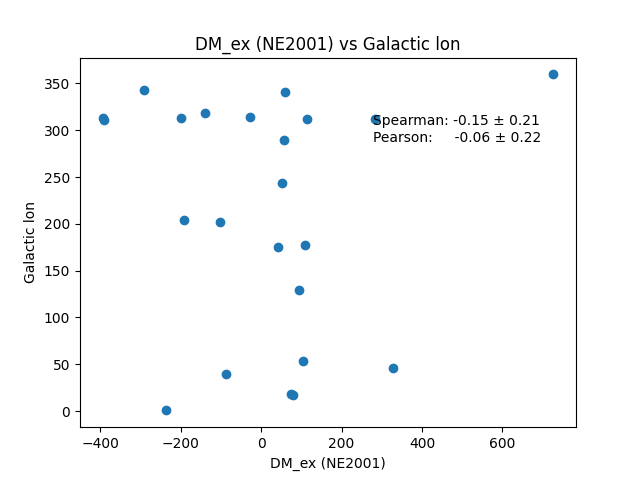 DM_ex (NE2001) vs Galactic lon
350
300
250
200
150
100
50
0
Galactic lon
Spearman: -0.15 ± 0.21
Pearson: -0.06 ± 0.22
−400
−200
0
200
400
600
DM_ex (NE2001)